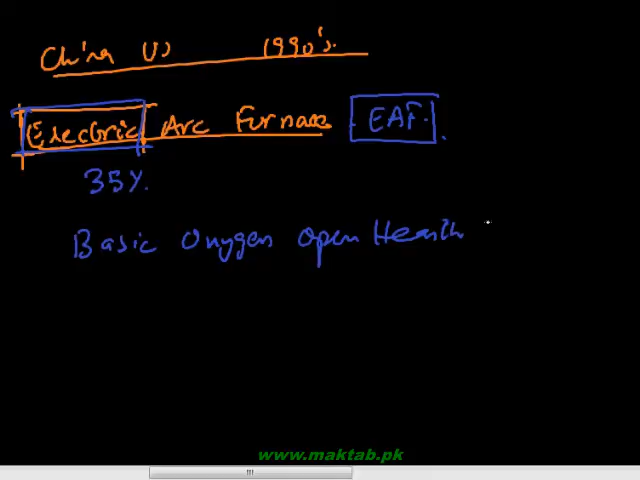 China US 1990's.
Electric Arc Furnace EAF.
35%.
Basic Oxygen Open Hearth
www.maktab.pk